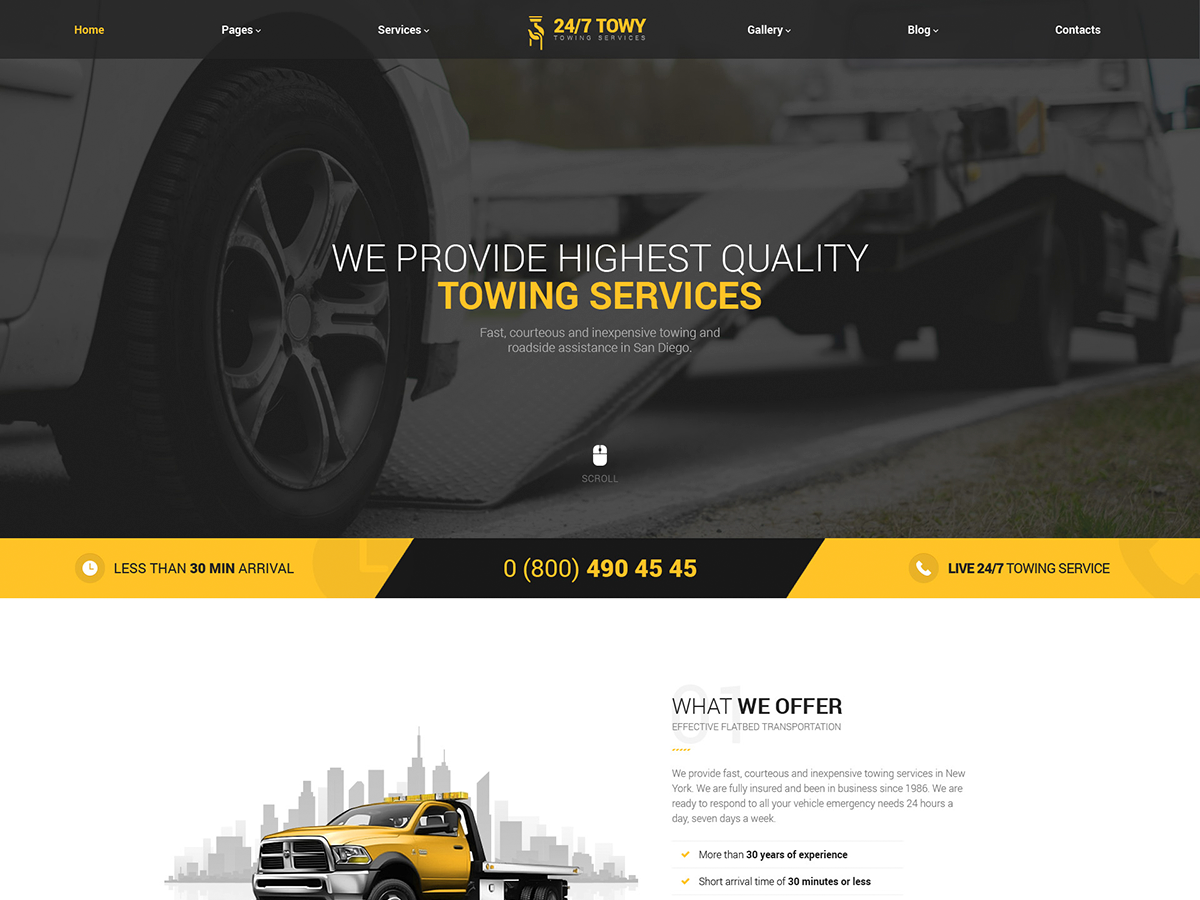 Home
Pages
Services
24/7 TOWY
TOWING SERVICES
Gallery
Blog
Contacts
WE PROVIDE HIGHEST QUALITY
TOWING SERVICES
Fast, courteous and inexpensive towing and
roadside assistance in San Diego.
SCROLL
LESS THAN 30 MIN ARRIVAL
0 (800) 490 45 45
LIVE 24/7 TOWING SERVICE
01
WHAT WE OFFER
EFFECTIVE FLATBED TRANSPORTATION
We provide fast, courteous and inexpensive towing services in New
York. We are fully insured and been in business since 1986. We are
ready to respond to all your vehicle emergency needs 24 hours a
day, seven days a week.
More than 30 years of experience
Short arrival time of 30 minutes or less